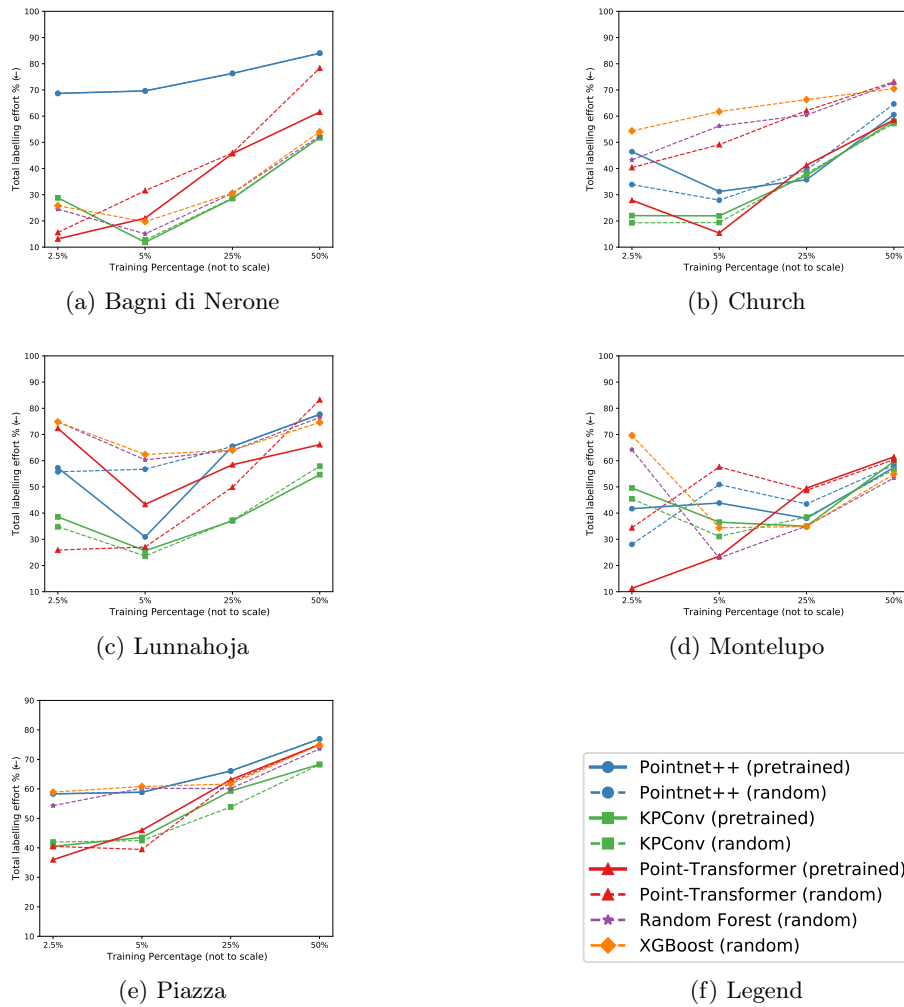 100
90
80
70
60
50
40
30
20
10
Total labelling effort % (←)
2.5% 5% 25% 50%
Training Percentage (not to scale)
(a) Bagni di Nerone
100
90
80
70
60
50
40
30
20
10
Total labelling effort % (←)
2.5% 5% 25% 50%
Training Percentage (not to scale)
(b) Church
100
90
80
70
60
50
40
30
20
10
Total labelling effort % (←)
2.5% 5% 25% 50%
Training Percentage (not to scale)
(c) Lunnahoja
100
90
80
70
60
50
40
30
20
10
Total labelling effort % (←)
2.5% 5% 25% 50%
Training Percentage (not to scale)
(d) Montelupo
90
80
70
60
50
40
30
20
10
Total labelling effort % (←)
2.5% 5% 25% 50%
Training Percentage (not to scale)
(e) Piazza
Pointnet++ (pretrained)
Pointnet++ (random)
KPConv (pretrained)
KPConv (random)
Point-Transformer (pretrained)
Point-Transformer (random)
Random Forest (random)
XGBoost (random)
(f) Legend